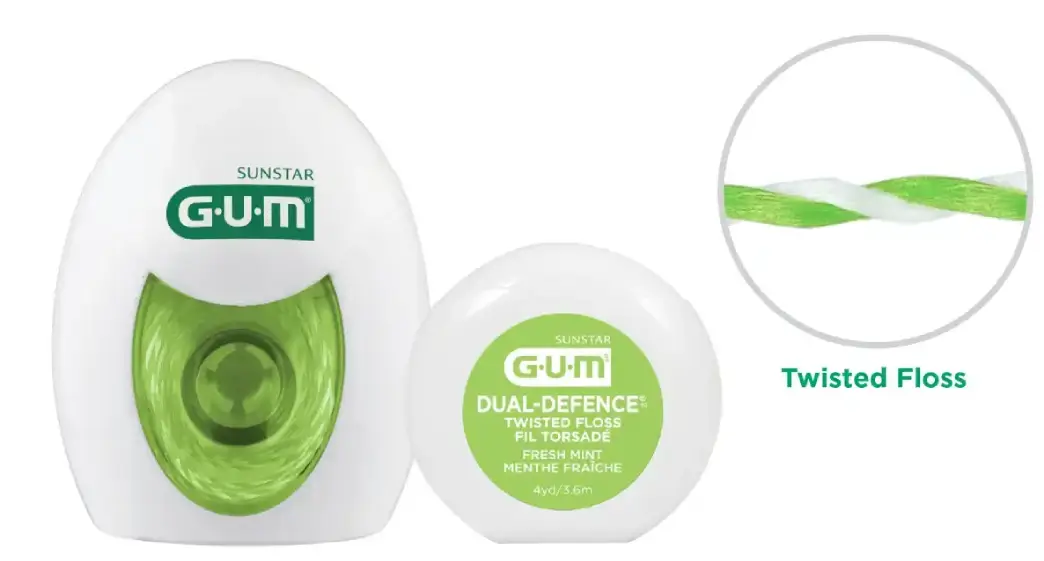 SUNSTAR
G·U·M®
SUNSTAR
G·U·M®
DUAL-DEFENCE
TWISTED FLOSS
FIL TORSADÉ
FRESH MINT
MENTHE FRAÎCHE
4yd/3.6m
Twisted Floss